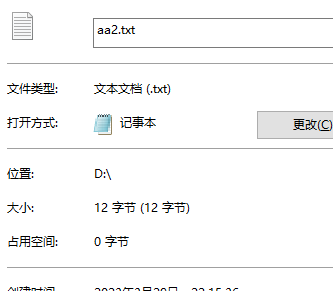 aa2.txt
文件类型: 文本文档 (.txt)
打开方式: 记事本 更改(C)
位置: D:\
大小: 12 字节 (12 字节)
占用空间: 0 字节